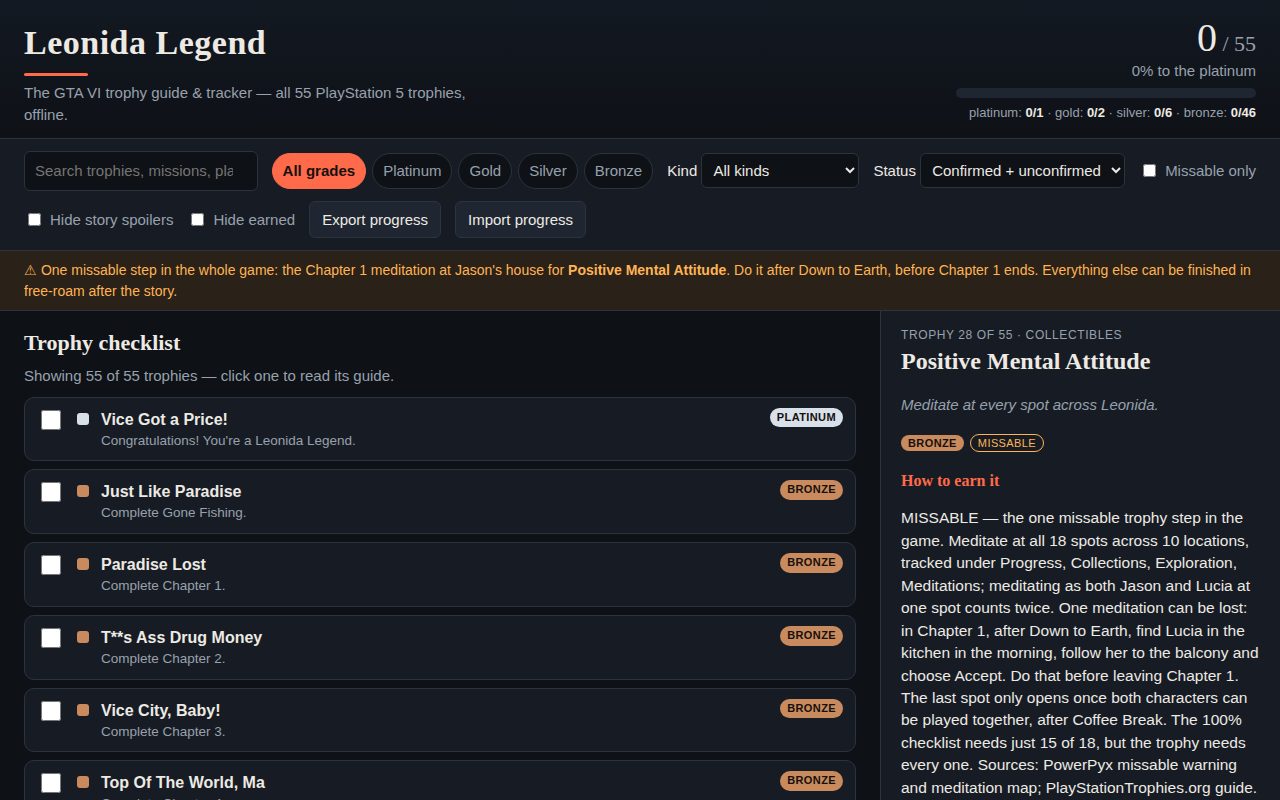 Leonida Legend
The GTA VI trophy guide & tracker — all 55 PlayStation 5 trophies,
offline.
0 / 55
0% to the platinum
platinum: 0/1 · gold: 0/2 · silver: 0/6 · bronze: 0/46
Search trophies, missions, pla
All grades
Platinum
Gold
Silver
Bronze
Kind
All kinds
Status
Confirmed + unconfirmed
Missable only
Hide story spoilers
Hide earned
Export progress
Import progress
⚠ One missable step in the whole game: the Chapter 1 meditation at Jason's house for Positive Mental Attitude. Do it after Down to Earth, before Chapter 1 ends. Everything else can be finished in
free-roam after the story.
Trophy checklist
Showing 55 of 55 trophies — click one to read its guide.
Vice Got a Price!
PLATINUM
Congratulations! You're a Leonida Legend.
Just Like Paradise
BRONZE
Complete Gone Fishing.
Paradise Lost
BRONZE
Complete Chapter 1.
T**s Ass Drug Money
BRONZE
Complete Chapter 2.
Vice City, Baby!
BRONZE
Complete Chapter 3.
Top Of The World, Ma
BRONZE
TROPHY 28 OF 55 · COLLECTIBLES
Positive Mental Attitude
Meditate at every spot across Leonida.
BRONZE
MISSABLE
How to earn it
MISSABLE — the one missable trophy step in the
game. Meditate at all 18 spots across 10 locations,
tracked under Progress, Collections, Exploration,
Meditations; meditating as both Jason and Lucia at
one spot counts twice. One meditation can be lost:
in Chapter 1, after Down to Earth, find Lucia in the
kitchen in the morning, follow her to the balcony and
choose Accept. Do that before leaving Chapter 1.
The last spot only opens once both characters can
be played together, after Coffee Break. The 100%
checklist needs just 15 of 18, but the trophy needs
every one. Sources: PowerPyx missable warning
and meditation map; PlayStationTrophies.org guide.